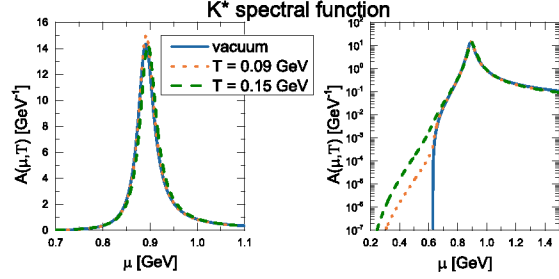 K* spectral function
vacuum
T = 0.09 GeV
T = 0.15 GeV
A(μ,T) [GeV⁻¹]
16
14
12
10
8
6
4
2
0
0.7 0.8 0.9 1.0 1.1
μ [GeV]
A(μ,T) [GeV⁻¹]
10²
10¹
10⁰
10⁻¹
10⁻²
10⁻³
10⁻⁴
10⁻⁵
10⁻⁶
10⁻⁷
0.2 0.4 0.6 0.8 1.0 1.2 1.4
μ [GeV]